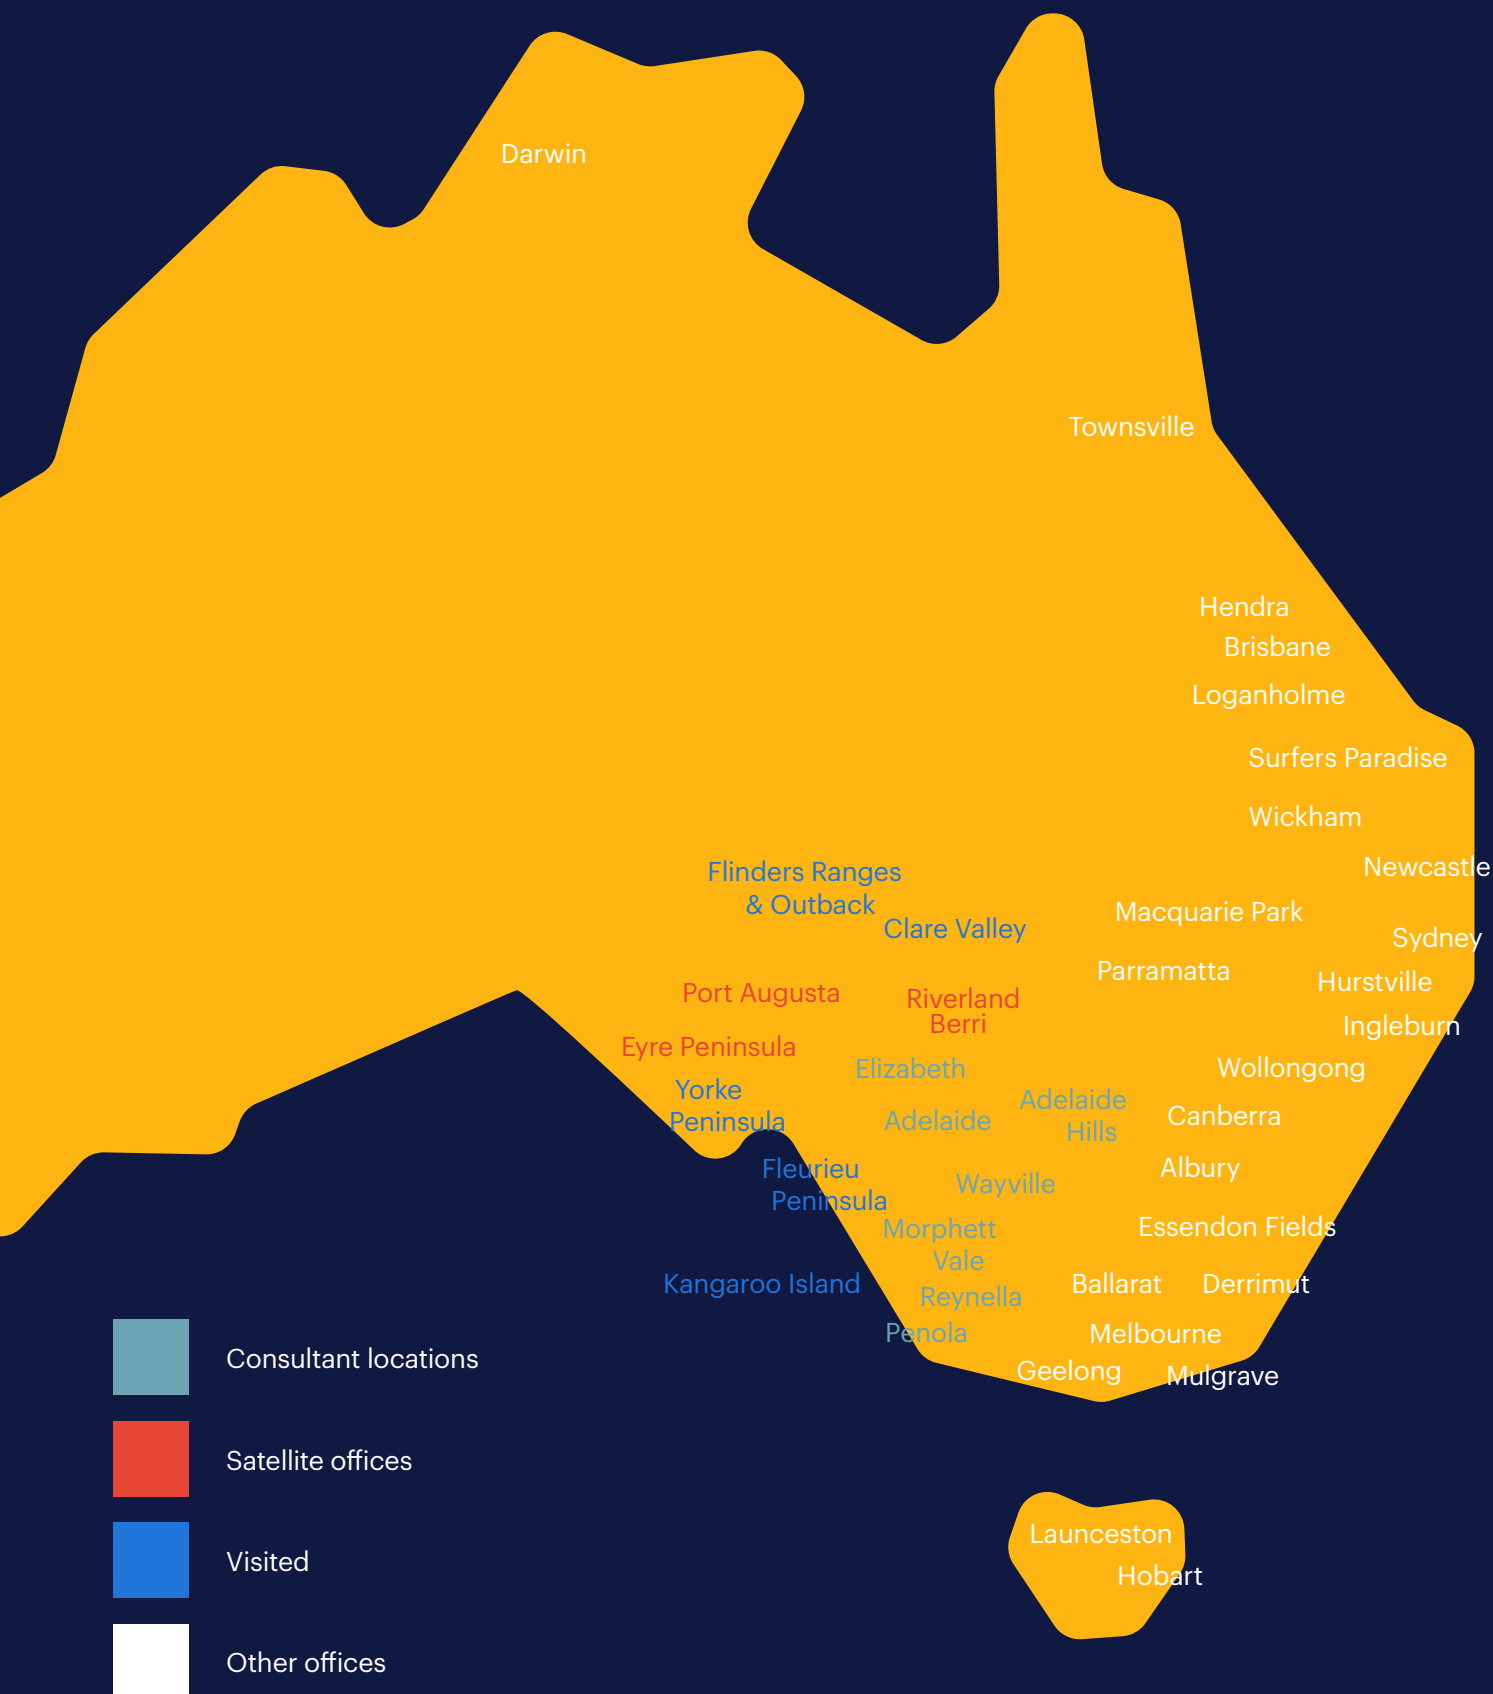 Darwin
Townsville
Hendra
Brisbane
Loganholme
Surfers Paradise
Wickham
Newcastle
Flinders Ranges
& Outback
Clare Valley
Macquarie Park
Sydney
Parramatta
Hurstville
Port Augusta
Riverland
Berri
Ingleburn
Eyre Peninsula
Elizabeth
Wollongong
Yorke
Peninsula
Adelaide
Adelaide
Hills
Canberra
Fleurieu
Peninsula
Wayville
Albury
Morphett
Vale
Essendon Fields
Kangaroo Island
Reynella
Ballarat
Derrimut
Penola
Melbourne
Geelong
Mulgrave
Consultant locations
Satellite offices
Visited
Other offices
Launceston
Hobart